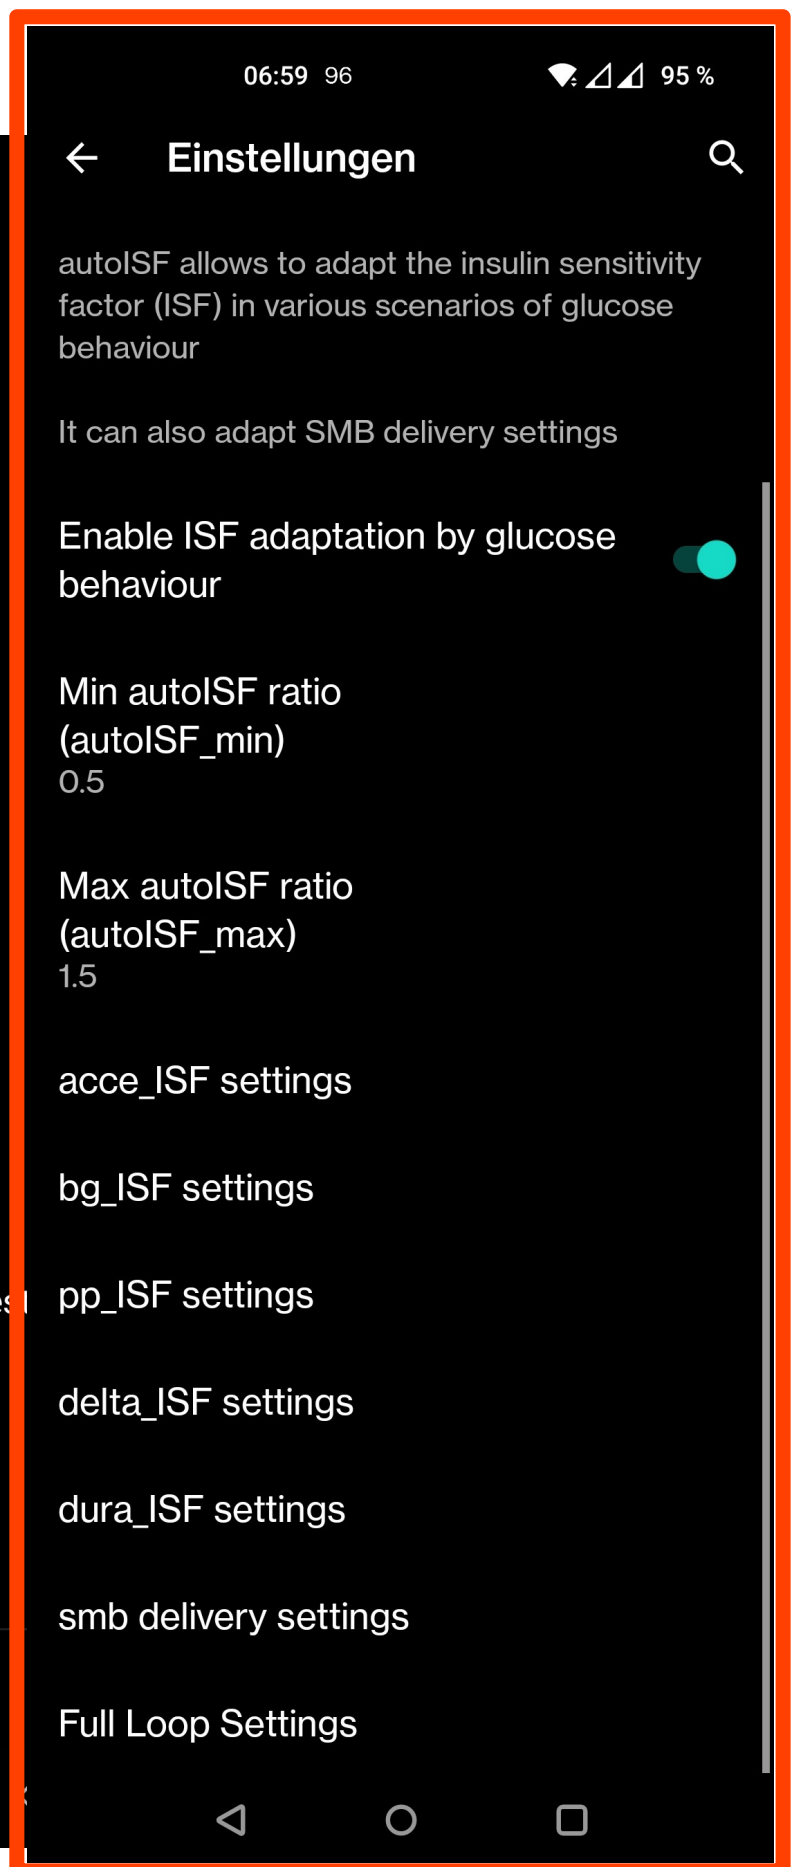 06:59 96 95 %
Einstellungen
autoISF allows to adapt the insulin sensitivity
factor (ISF) in various scenarios of glucose
behaviour
It can also adapt SMB delivery settings
Enable ISF adaptation by glucose
behaviour
Min autoISF ratio
(autoISF_min)
0.5
Max autoISF ratio
(autoISF_max)
1.5
acce_ISF settings
bg_ISF settings
pp_ISF settings
delta_ISF settings
dura_ISF settings
smb delivery settings
Full Loop Settings